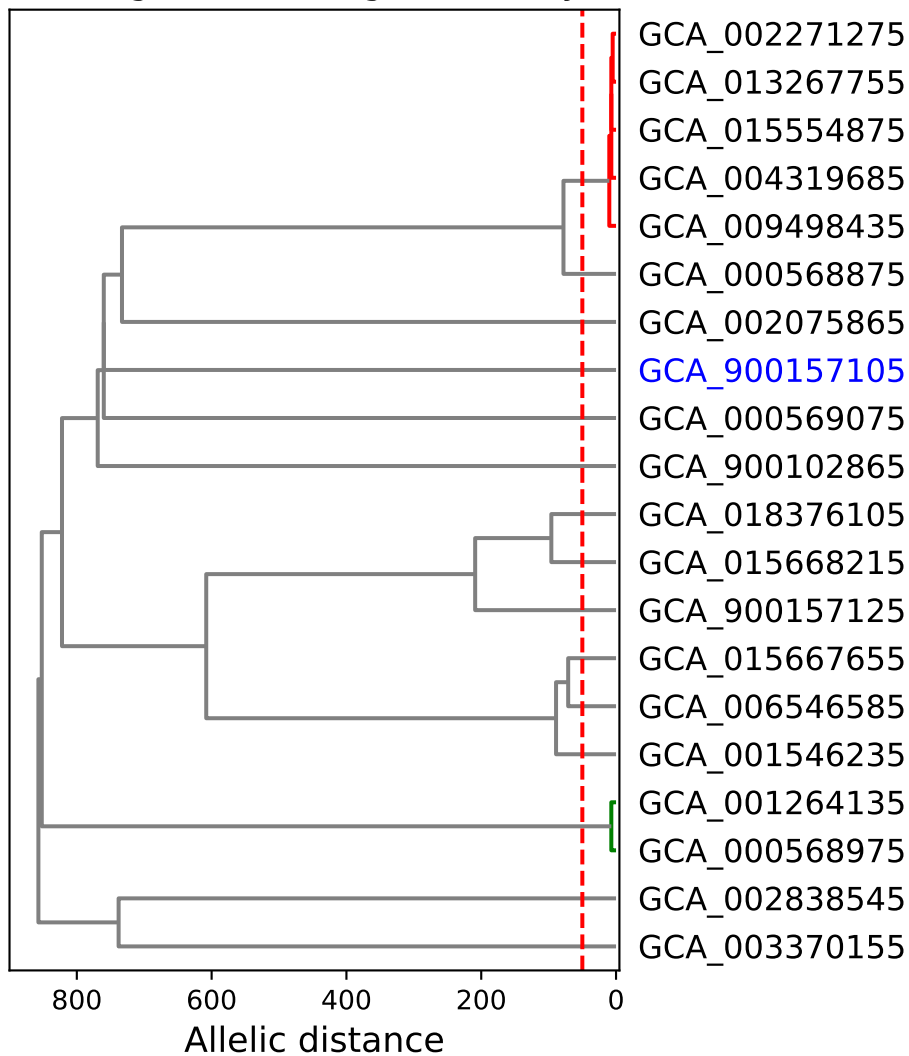 GCA_002271275
GCA_013267755
GCA_015554875
GCA_004319685
GCA_009498435
GCA_000568875
GCA_002075865
GCA_900157105
GCA_000569075
GCA_900102865
GCA_018376105
GCA_015668215
GCA_900157125
GCA_015667655
GCA_006546585
GCA_001546235
GCA_001264135
GCA_000568975
GCA_002838545
GCA_003370155
800 600 400 200 0
Allelic distance